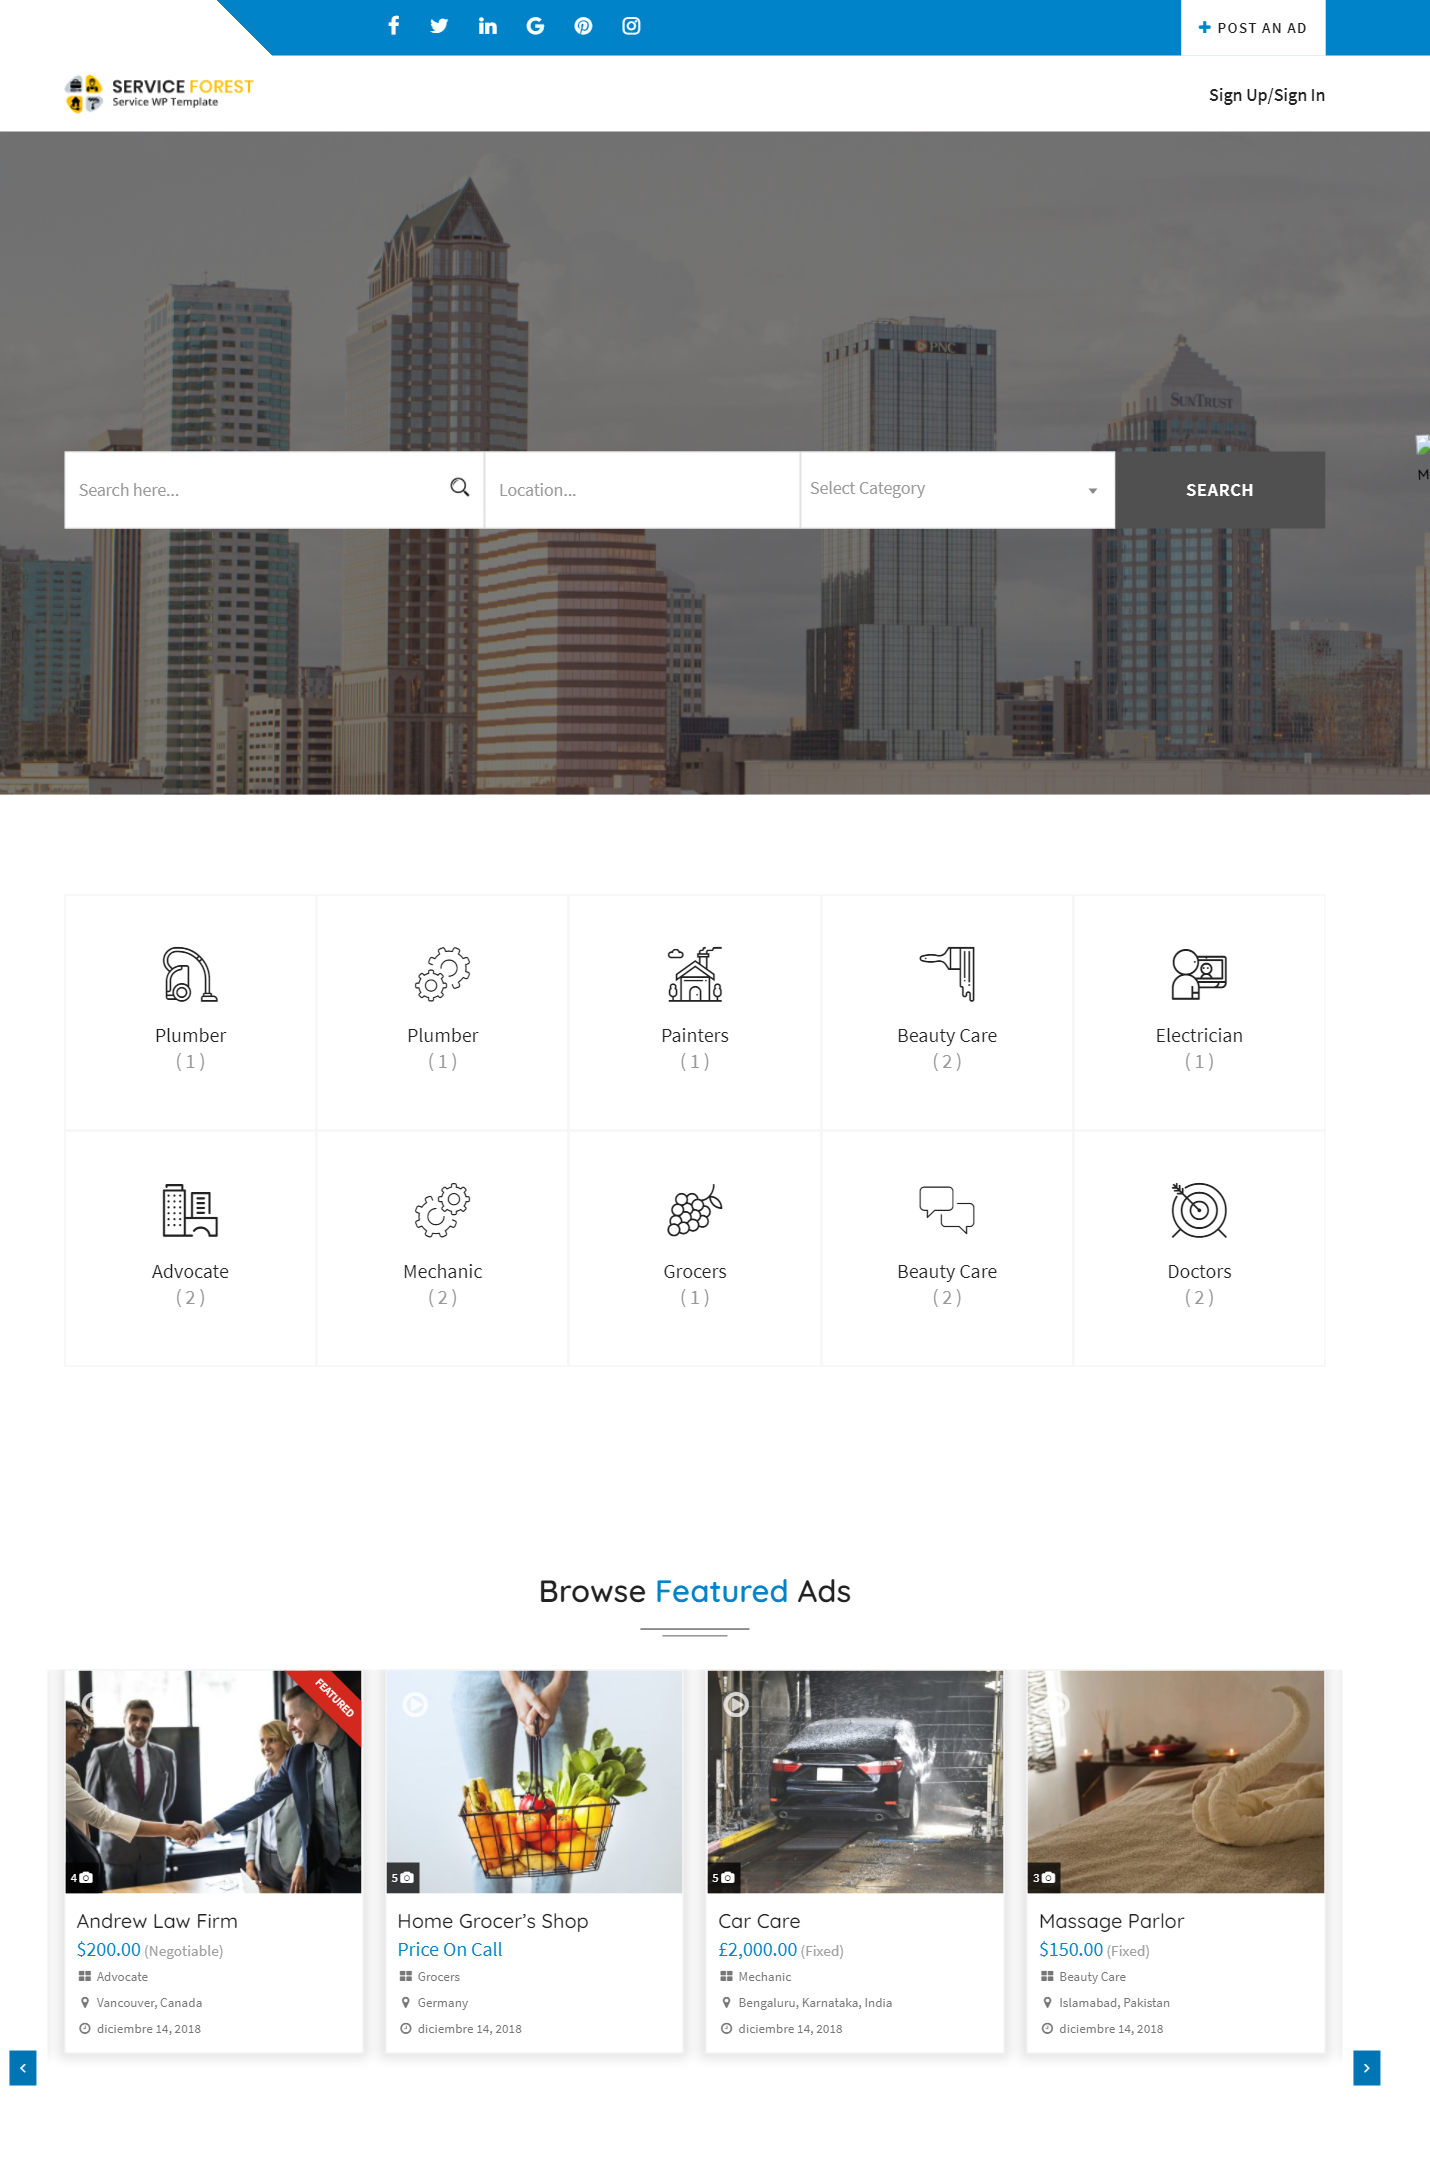 POST AN AD
SERVICE FOREST
Service WP Template
Sign Up/Sign In
PNC
SUNTRUST
Search here...
Location...
Select Category
SEARCH
M
Plumber
( 1 )
Plumber
( 1 )
Painters
( 1 )
Beauty Care
( 2 )
Electrician
( 1 )
Advocate
( 2 )
Mechanic
( 2 )
Grocers
( 1 )
Beauty Care
( 2 )
Doctors
( 2 )
Browse Featured Ads
FEATURED
4
Andrew Law Firm
$200.00 (Negotiable)
Advocate
Vancouver, Canada
diciembre 14, 2018
5
Home Grocer’s Shop
Price On Call
Grocers
Germany
diciembre 14, 2018
5
Car Care
£2,000.00 (Fixed)
Mechanic
Bengaluru, Karnataka, India
diciembre 14, 2018
3
Massage Parlor
$150.00 (Fixed)
Beauty Care
Islamabad, Pakistan
diciembre 14, 2018